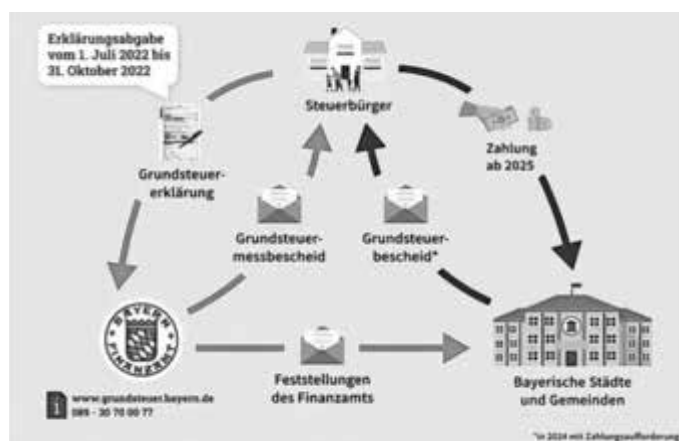 Erklärungsabgabe
vom 1. Juli 2022 bis
31. Oktober 2022
Steuerbürger
Grundsteuer-
erklärung
Zahlung
ab 2025
Grundsteuer-
messbescheid
Grundsteuer-
bescheid*
BAYERN
FINANZAMT
Feststellungen
des Finanzamts
Bayerische Städte
und Gemeinden
www.grundsteuer.bayern.de
089 - 30 70 00 77
*in 2024 mit Zahlungsaufforderung